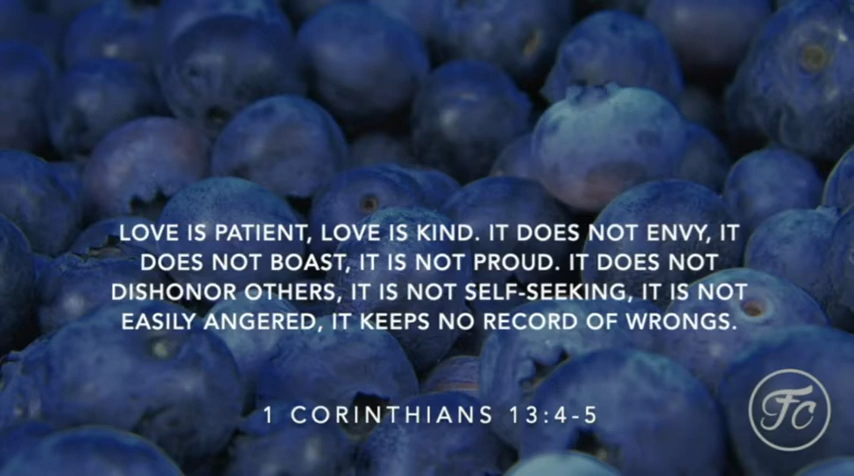 LOVE IS PATIENT, LOVE IS KIND. IT DOES NOT ENVY, IT
DOES NOT BOAST, IT IS NOT PROUD. IT DOES NOT
DISHONOR OTHERS, IT IS NOT SELF-SEEKING, IT IS NOT
EASILY ANGERED, IT KEEPS NO RECORD OF WRONGS.
1 CORINTHIANS 13:4-5
Fc